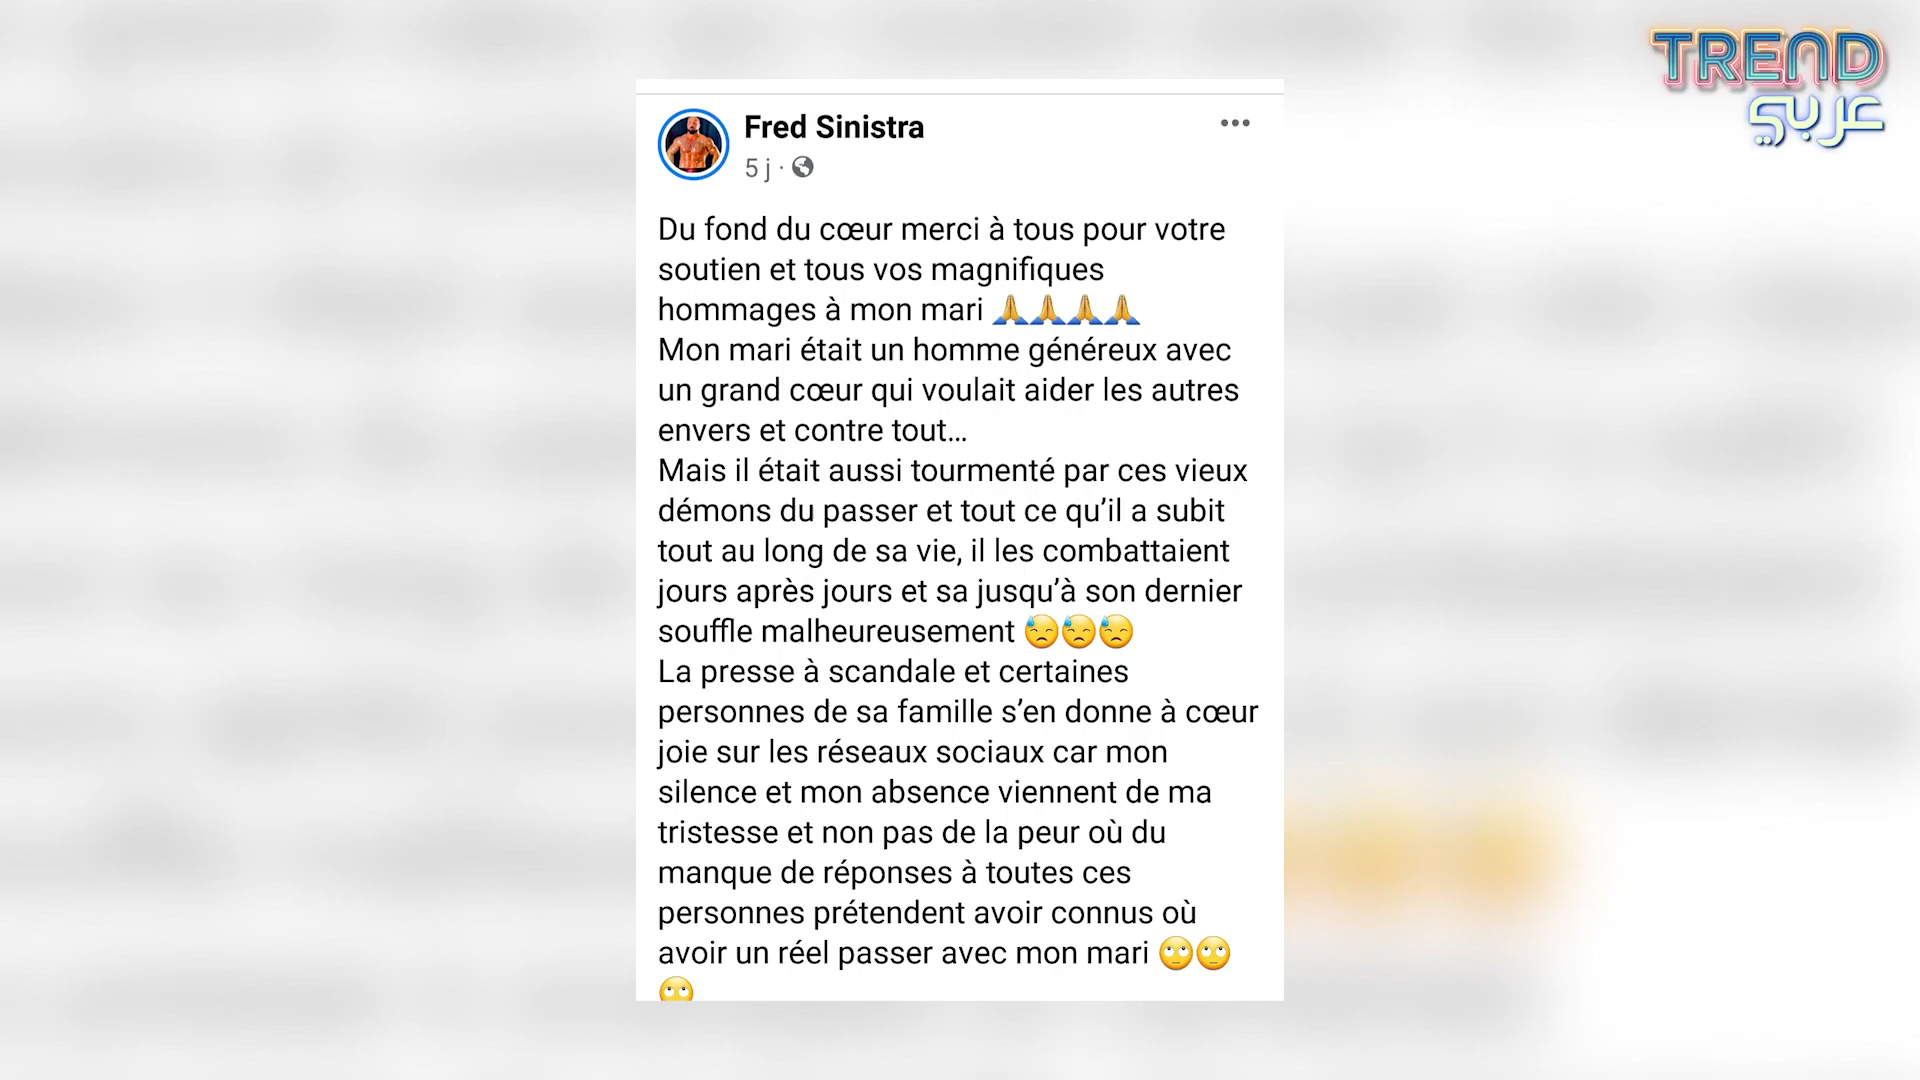 TREND
عربي
Fred Sinistra
5 j ·
Du fond du cœur merci à tous pour votre
soutien et tous vos magnifiques
hommages à mon mari 🙏🙏🙏🙏
Mon mari était un homme généreux avec
un grand cœur qui voulait aider les autres
envers et contre tout…
Mais il était aussi tourmenté par ces vieux
démons du passer et tout ce qu’il a subit
tout au long de sa vie, il les combattaient
jours après jours et sa jusqu’à son dernier
souffle malheureusement 😓😓😓
La presse à scandale et certaines
personnes de sa famille s’en donne à cœur
joie sur les réseaux sociaux car mon
silence et mon absence viennent de ma
tristesse et non pas de la peur où du
manque de réponses à toutes ces
personnes prétendent avoir connus où
avoir un réel passer avec mon mari 🙄🙄
🙄